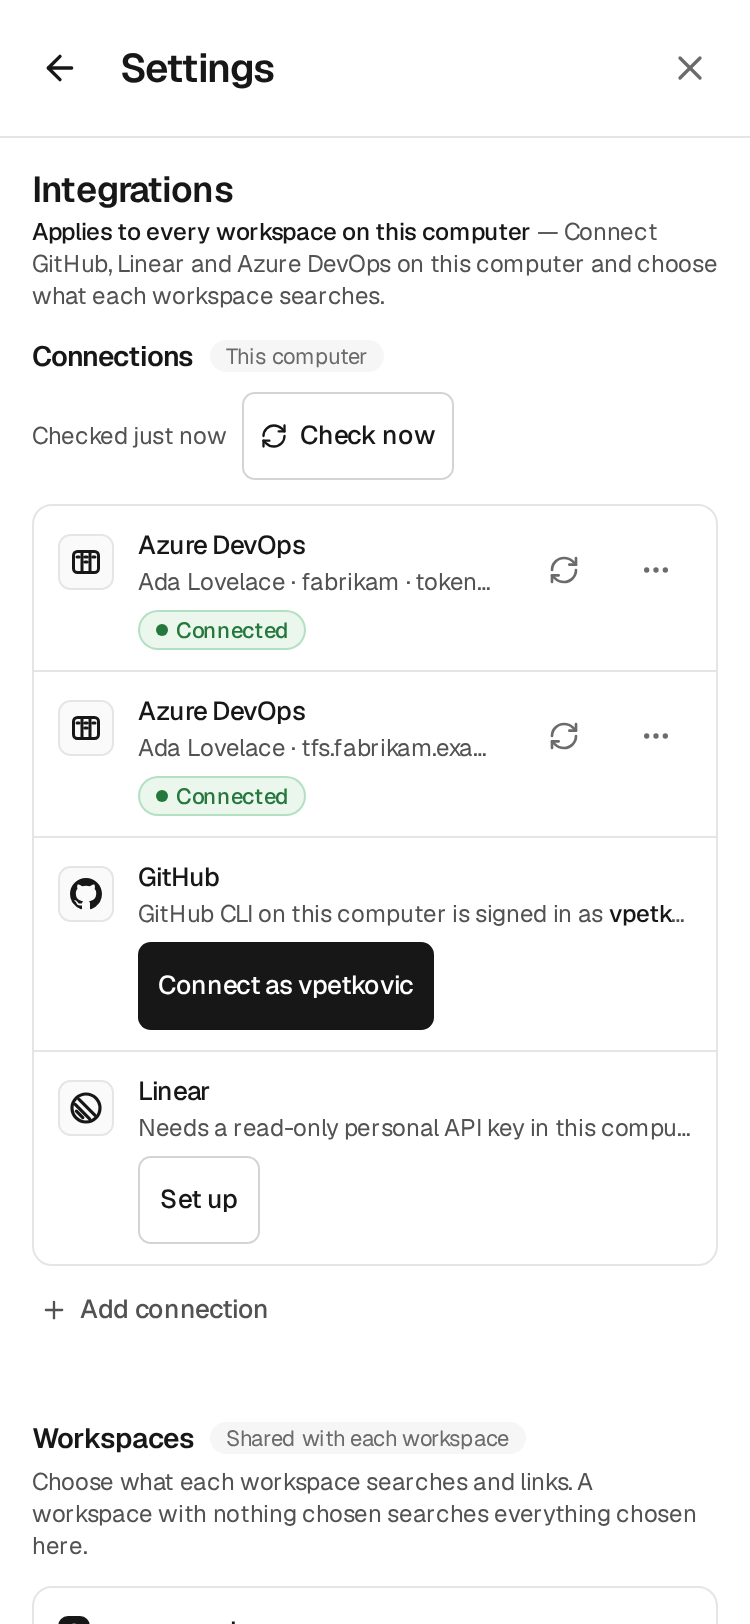 Settings
Integrations
Applies to every workspace on this computer — Connect
GitHub, Linear and Azure DevOps on this computer and choose
what each workspace searches.
Connections This computer
Checked just now Check now
Azure DevOps
Ada Lovelace · fabrikam · token...
Connected
Azure DevOps
Ada Lovelace · tfs.fabrikam.exa...
Connected
GitHub
GitHub CLI on this computer is signed in as vpetk...
Connect as vpetkovic
Linear
Needs a read-only personal API key in this compu...
Set up
Add connection
Workspaces Shared with each workspace
Choose what each workspace searches and links. A
workspace with nothing chosen searches everything chosen
here.